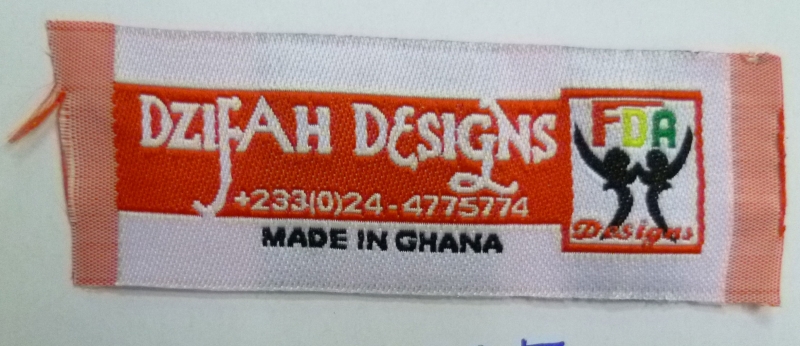 DZIFAH DESIGNS
+233(0)24-4775774
MADE IN GHANA
FDA
Designs